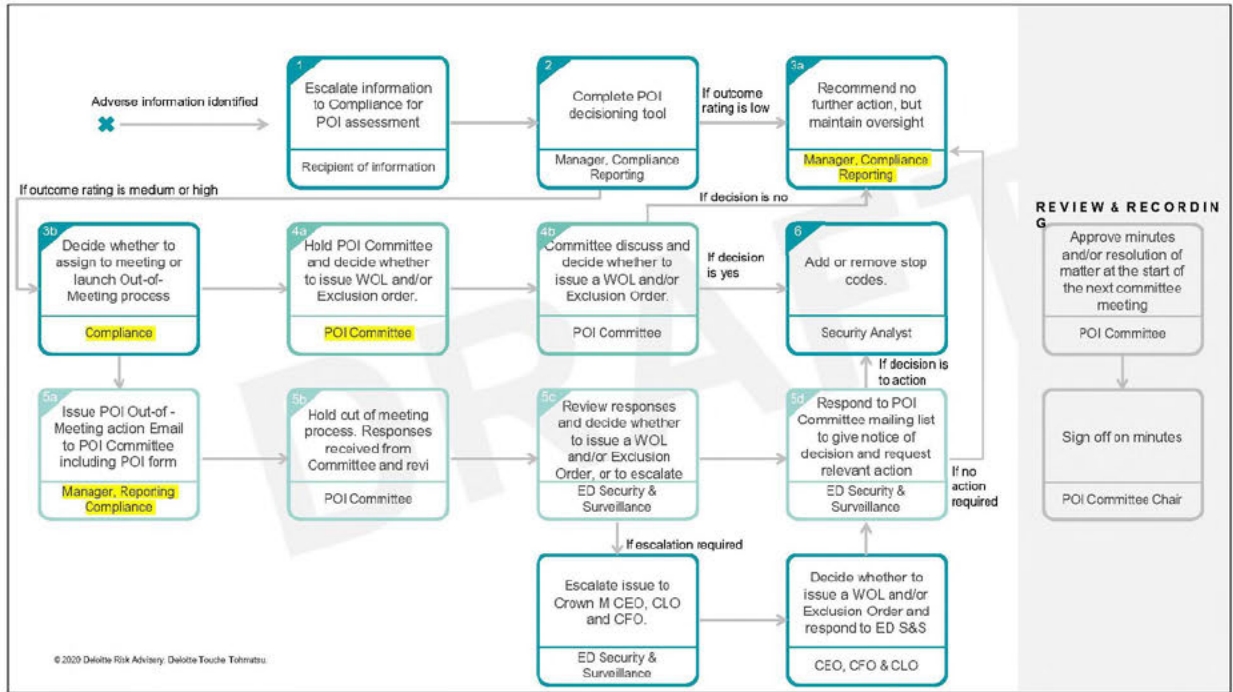 1
Escalate information
to Compliance for
POI assessment
Recipient of information
2
Complete POI
decisioning tool
Manager, Compliance
Reporting
3a
Recommend no
further action, but
maintain oversight
Manager, Compliance
Reporting
Adverse information identified
If outcome
rating is low
If outcome rating is medium or high
If decision is no
REVIEW & RECORDIN
G
3b
Decide whether to
assign to meeting or
launch Out-of-
Meeting process
Compliance
4a
Hold POI Committee
and decide whether
to issue WOL and/or
Exclusion order.
POI Committee
4b
Committee discuss and
decide whether to
issue a WOL and/or
Exclusion Order.
POI Committee
If decision
is yes
6
Add or remove stop
codes.
Security Analyst
Approve minutes
and/or resolution of
matter at the start of
the next committee
meeting
POI Committee
If decision is
to action
5a
Issue POI Out-of -
Meeting action Email
to POI Committee
including POI form
Manager, Reporting
Compliance
5b
Hold out of meeting
process. Responses
received from
Committee and revi
POI Committee
5c
Review responses
and decide whether
to issue a WOL
and/or Exclusion
Order, or to escalate
ED Security &
Surveillance
5d
Respond to POI
Committee mailing list
to give notice of
decision and request
relevant action
ED Security &
Surveillance
If no
action
required
Sign off on minutes
POI Committee Chair
If escalation required
Escalate issue to
Crown M CEO, CLO
and CFO.
ED Security &
Surveillance
Decide whether to
issue a WOL and/or
Exclusion Order and
respond to ED S&S
CEO, CFO & CLO
DRAFT
© 2020 Deloitte Risk Advisory. Deloitte Touche Tohmatsu.